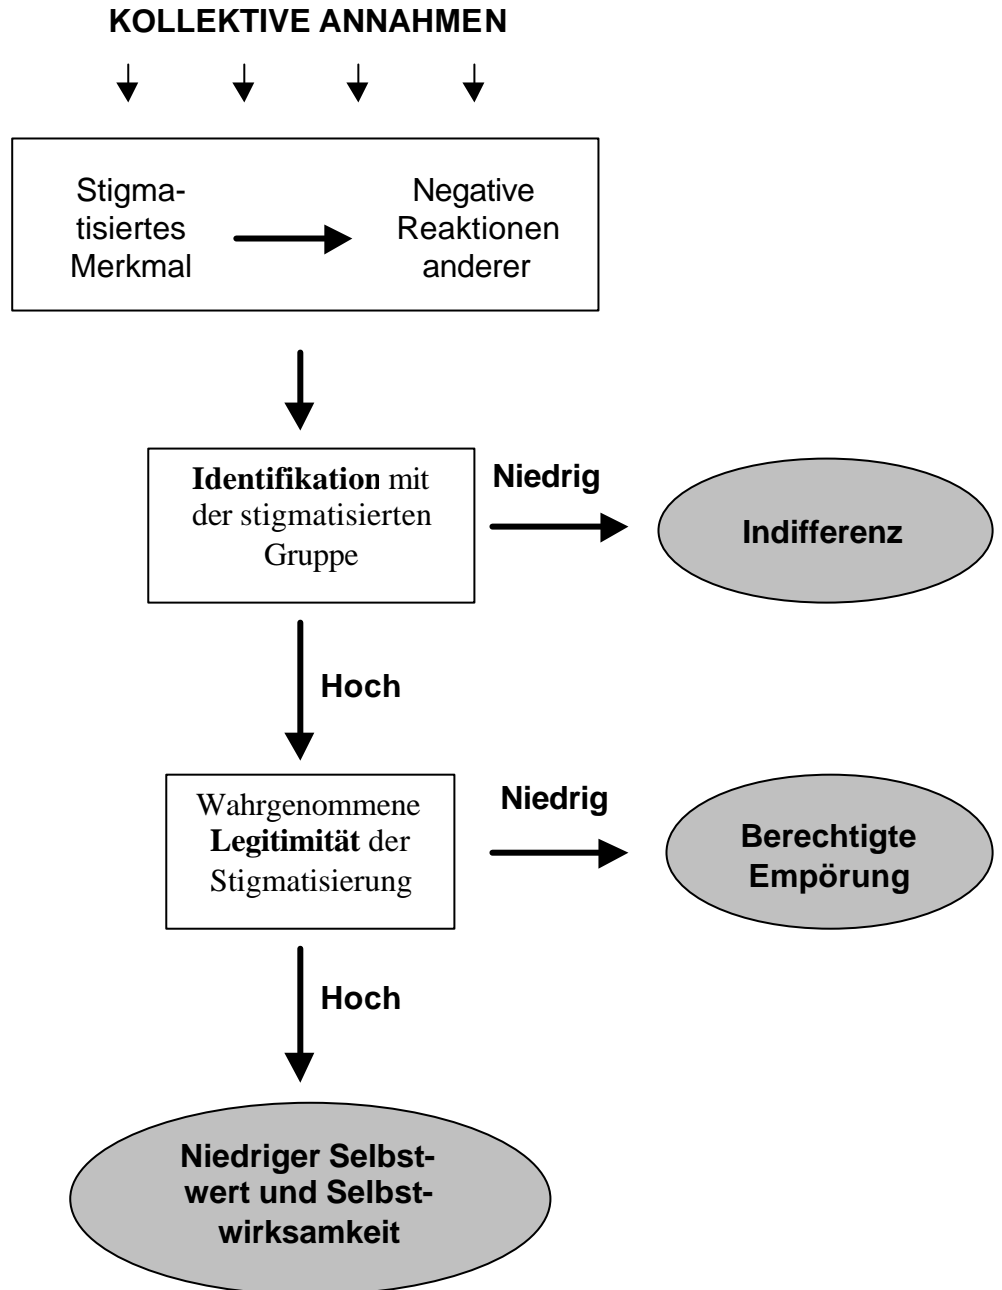 KOLLEKTIVE ANNAHMEN
Stigma-
tisiertes
Merkmal
Negative
Reaktionen
anderer
Identifikation mit
der stigmatisierten
Gruppe
Niedrig
Indifferenz
Hoch
Wahrgenommene
Legitimität der
Stigmatisierung
Niedrig
Berechtigte
Empörung
Hoch
Niedriger Selbst-
wert und Selbst-
wirksamkeit